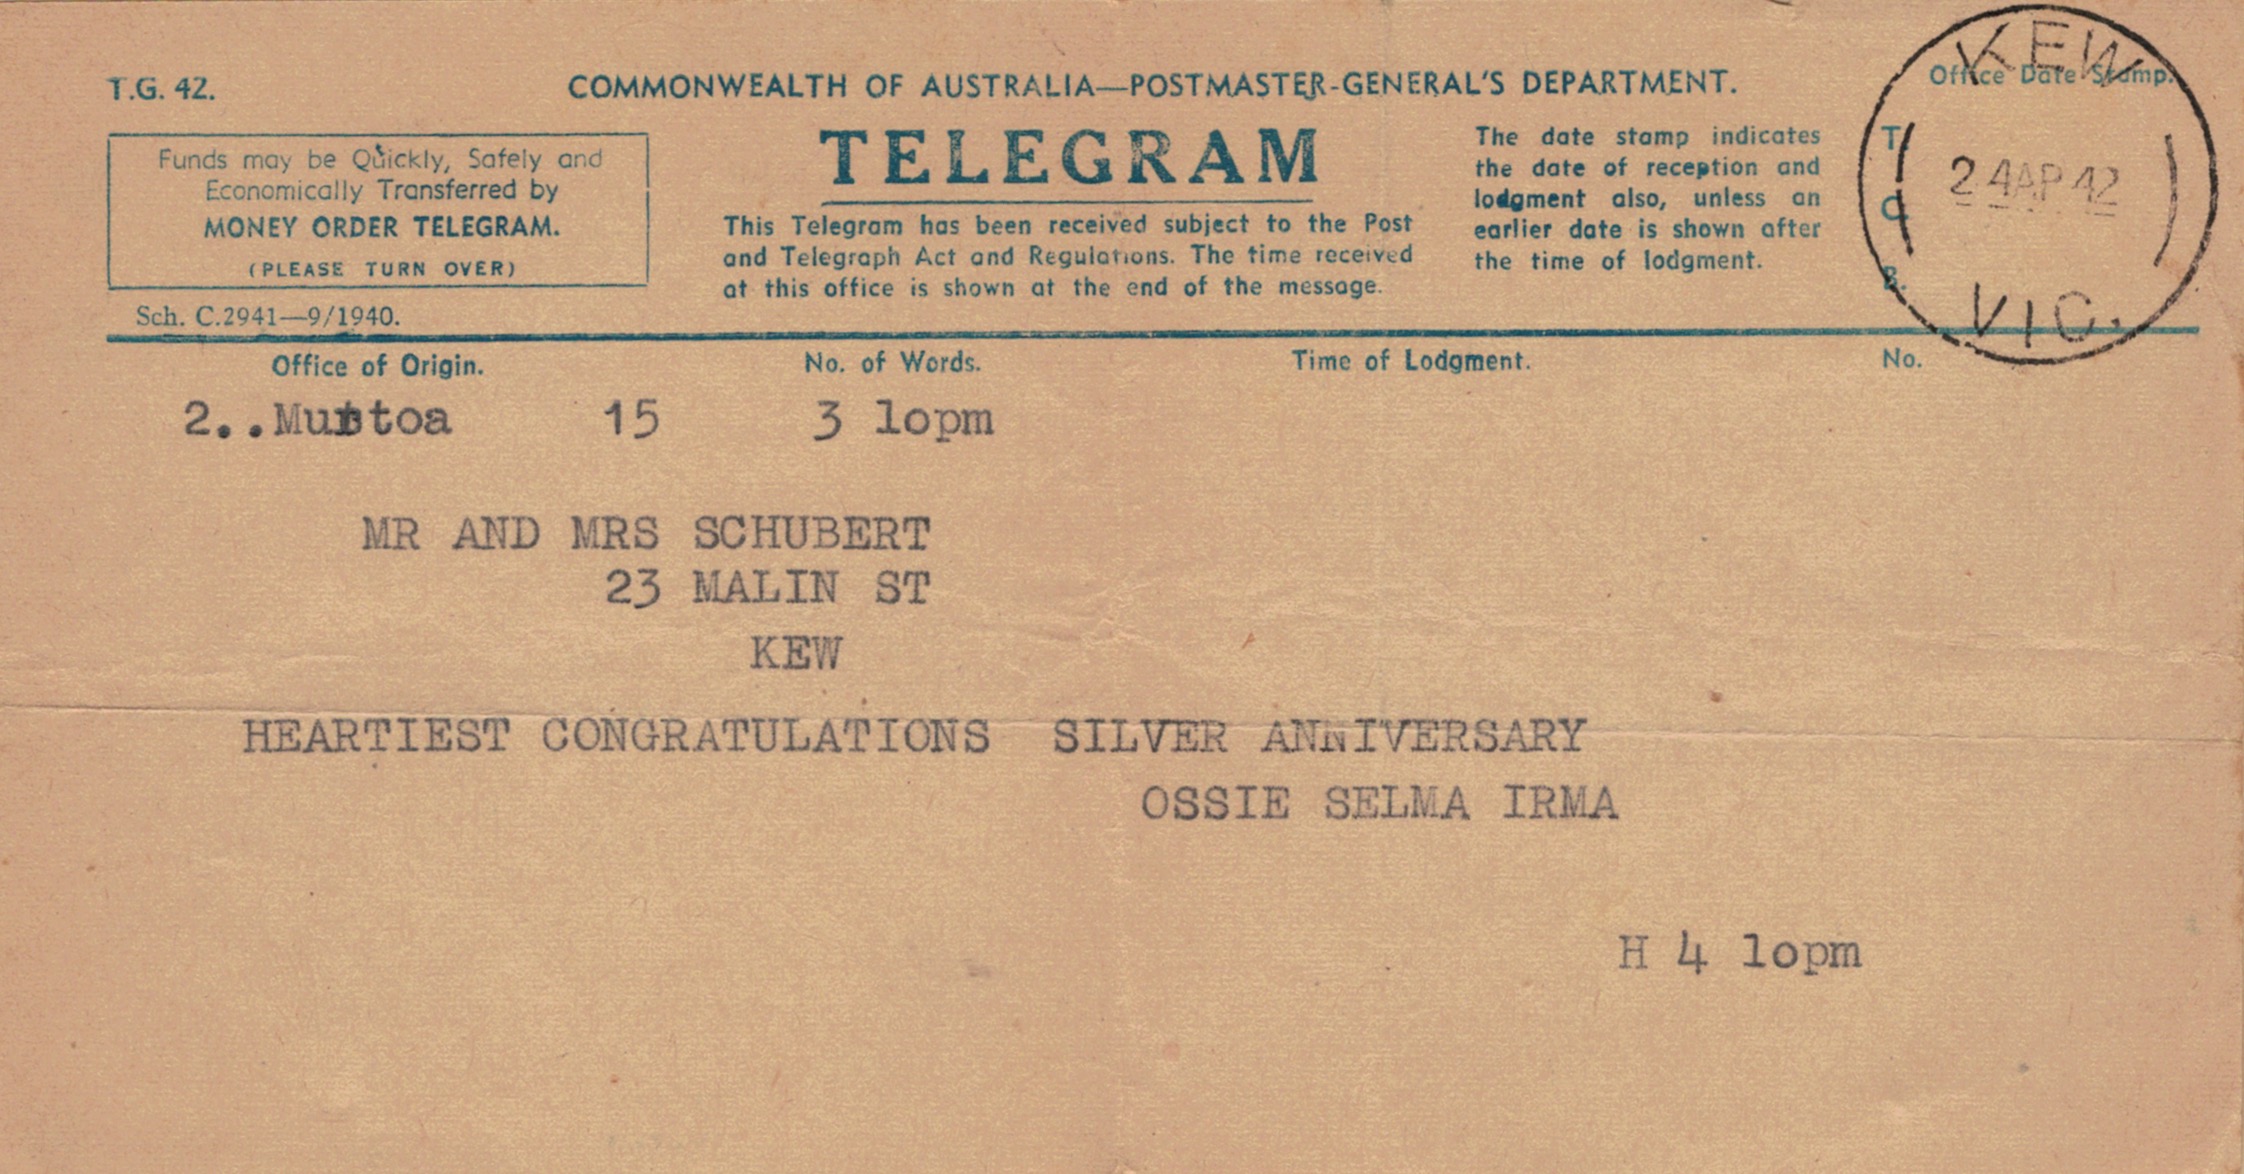 T.G. 42.
COMMONWEALTH OF AUSTRALIA—POSTMASTER-GENERAL'S DEPARTMENT.
Office Date Stamp.
KEW
24 AP 42
VIC.
T.
C.
B.
Funds may be Quickly, Safely and
Economically Transferred by
MONEY ORDER TELEGRAM.
(PLEASE TURN OVER)
Sch. C.2941—9/1940.
TELEGRAM
This Telegram has been received subject to the Post
and Telegraph Act and Regulations. The time received
at this office is shown at the end of the message.
The date stamp indicates
the date of reception and
lodgment also, unless an
earlier date is shown after
the time of lodgment.
Office of Origin. No. of Words. Time of Lodgment. No.
2..Murtoa 15 3 lopm
MR AND MRS SCHUBERT
23 MALIN ST
KEW
HEARTIEST CONGRATULATIONS SILVER ANNIVERSARY
OSSIE SELMA IRMA
H 4 lopm